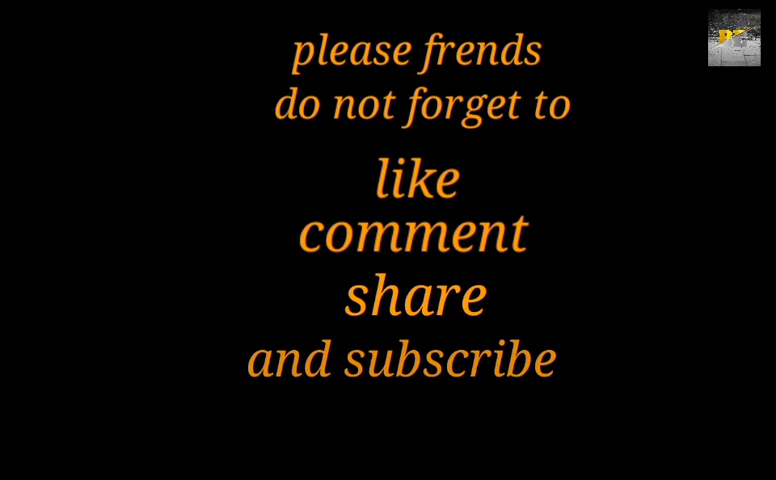 please frends
do not forget to
like
comment
share
and subscribe